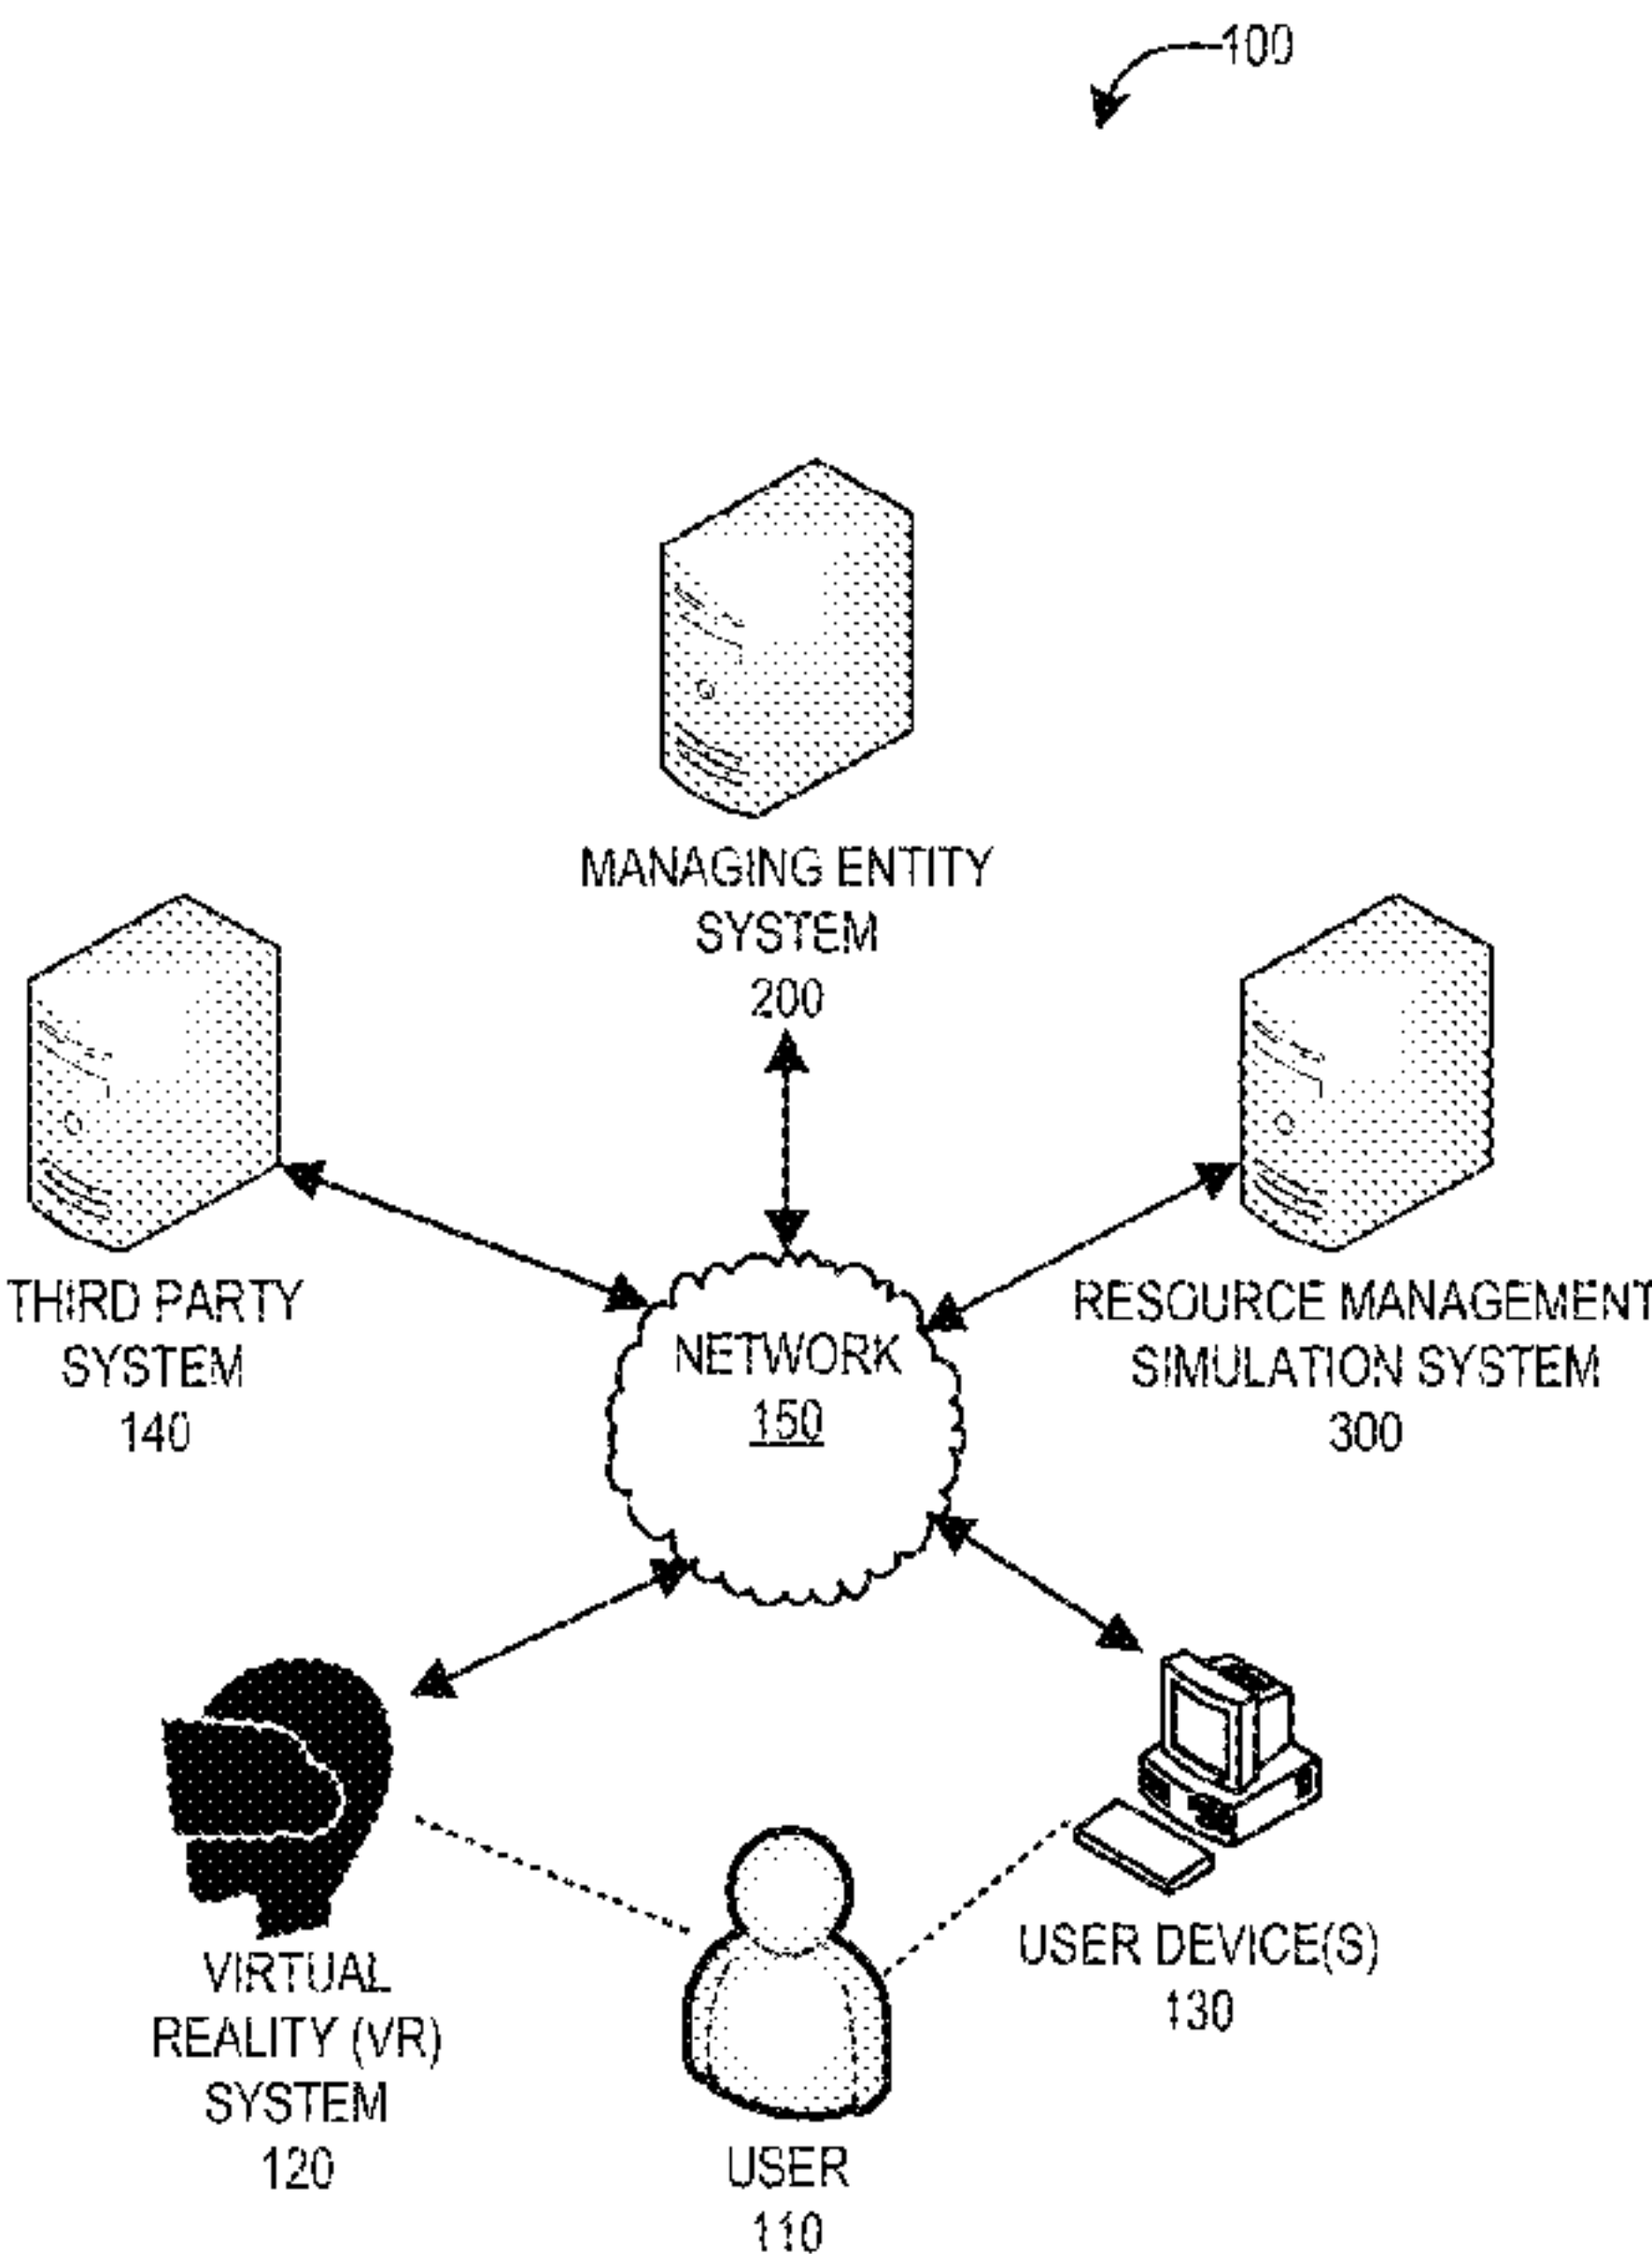 100
MANAGING ENTITY
SYSTEM
200
THIRD PARTY
SYSTEM
140
NETWORK
150
RESOURCE MANAGEMENT
SIMULATION SYSTEM
300
VIRTUAL
REALITY (VR)
SYSTEM
120
USER
110
USER DEVICE(S)
130